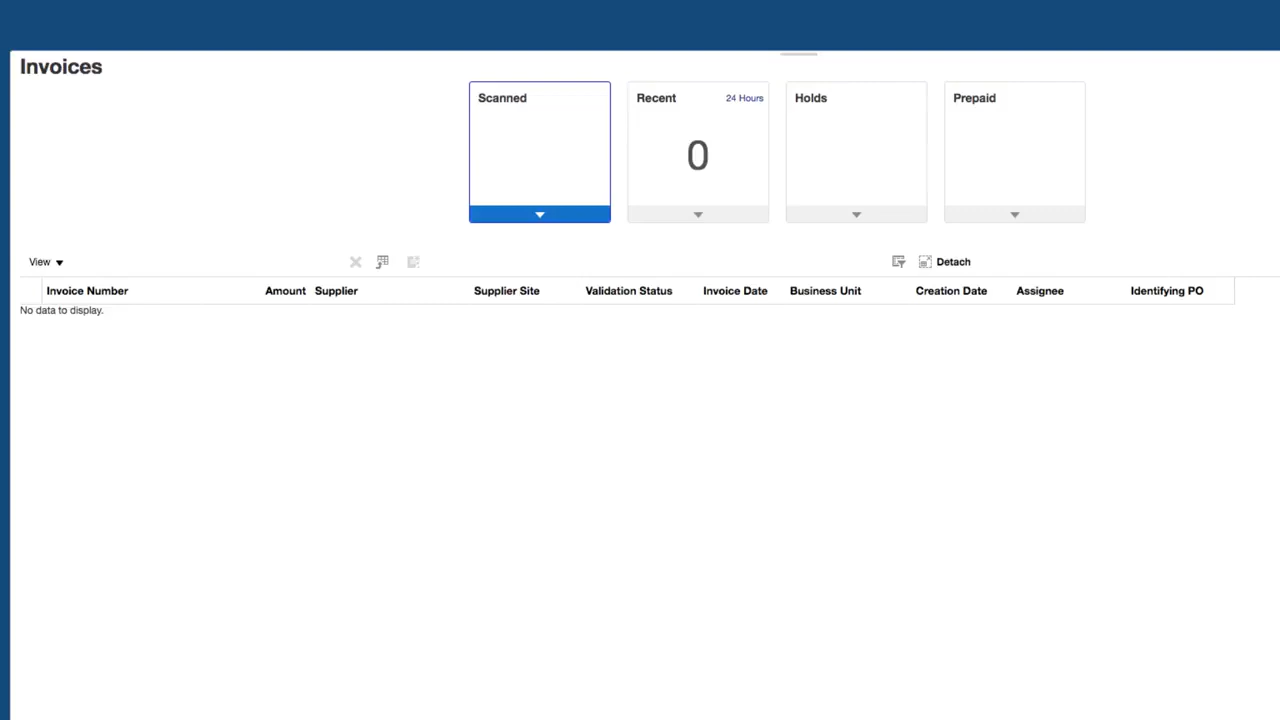 Invoices
Scanned Recent 24 Hours Holds Prepaid
0
View Detach
Invoice Number Amount Supplier Supplier Site Validation Status Invoice Date Business Unit Creation Date Assignee Identifying PO
No data to display.